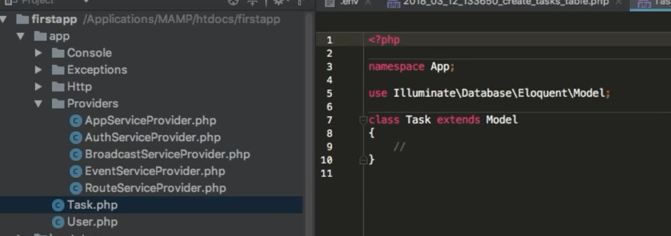 Project
firstapp /Applications/MAMP/htdocs/firstapp
app
Console
Exceptions
Http
Providers
AppServiceProvider.php
AuthServiceProvider.php
BroadcastServiceProvider.php
EventServiceProvider.php
RouteServiceProvider.php
Task.php
User.php
.env
2018_03_12_133650_create_tasks_table.php
1 <?php
2
3 namespace App;
4
5 use Illuminate\Database\Eloquent\Model;
6
7 class Task extends Model
8 {
9 //
10 }
11